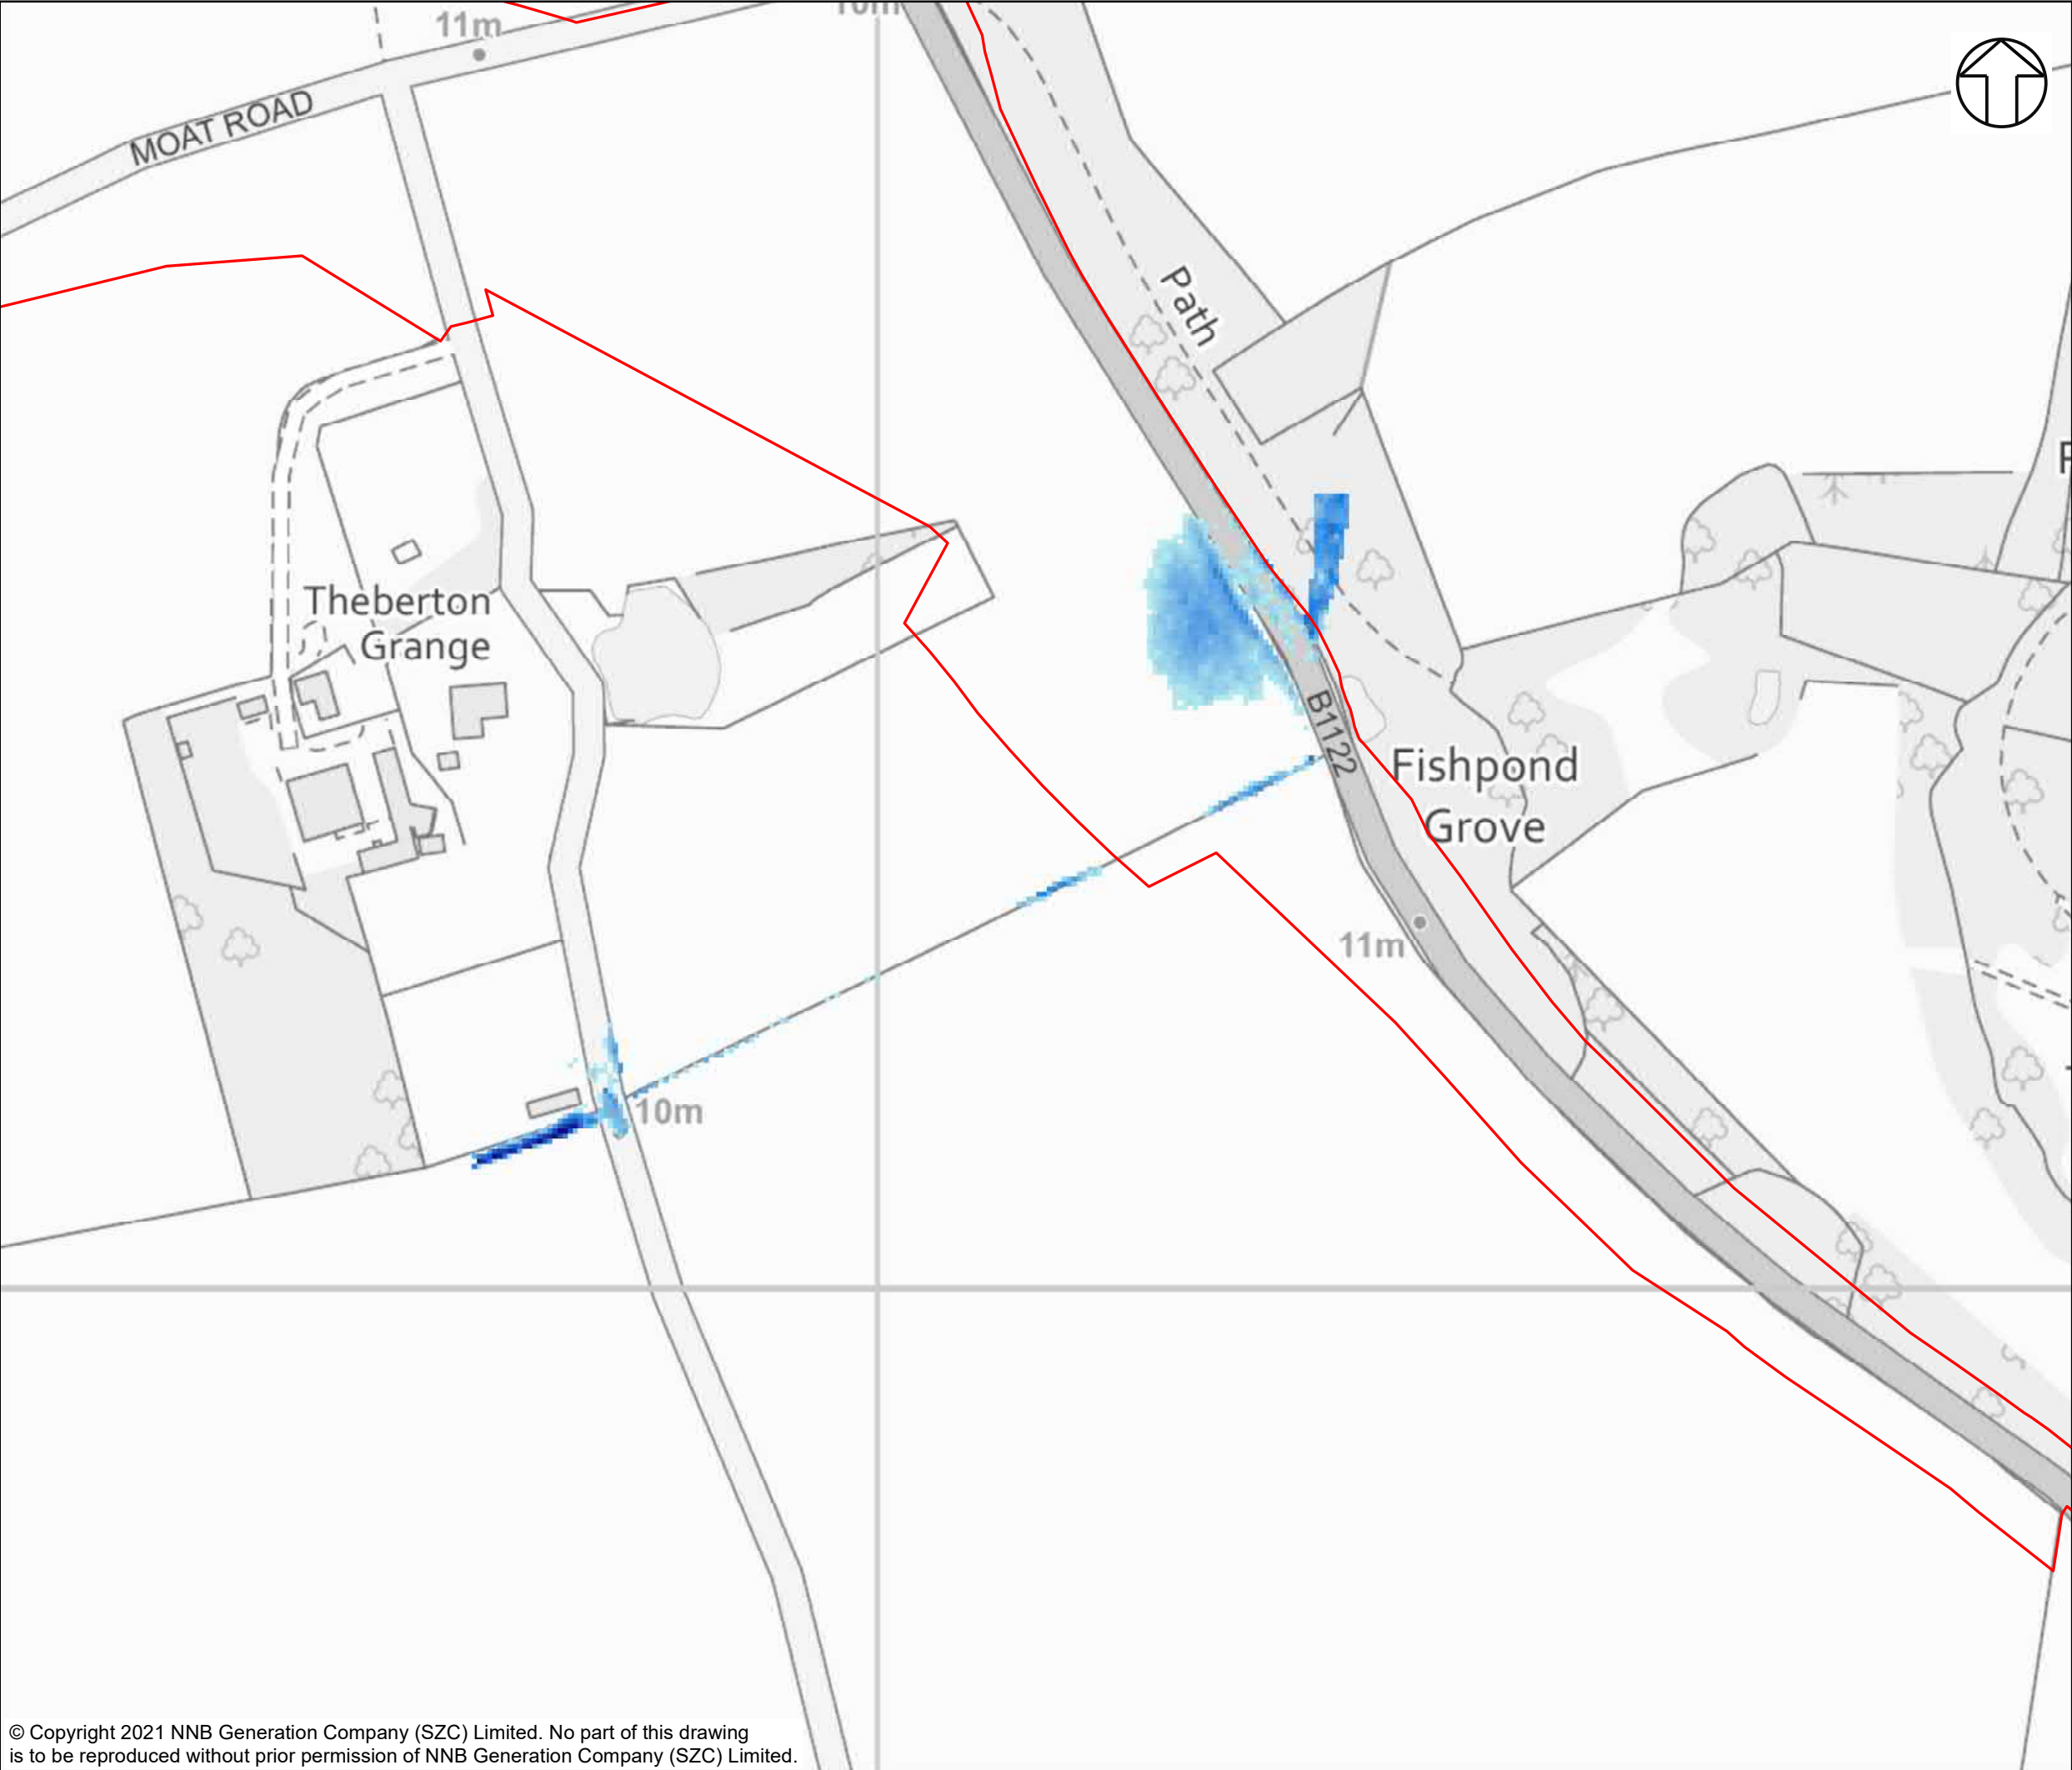 11m
10m
MOAT ROAD
Path
Theberton
Grange
B1122
Fishpond
Grove
11m
10m
© Copyright 2021 NNB Generation Company (SZC) Limited. No part of this drawing
is to be reproduced without prior permission of NNB Generation Company (SZC) Limited.